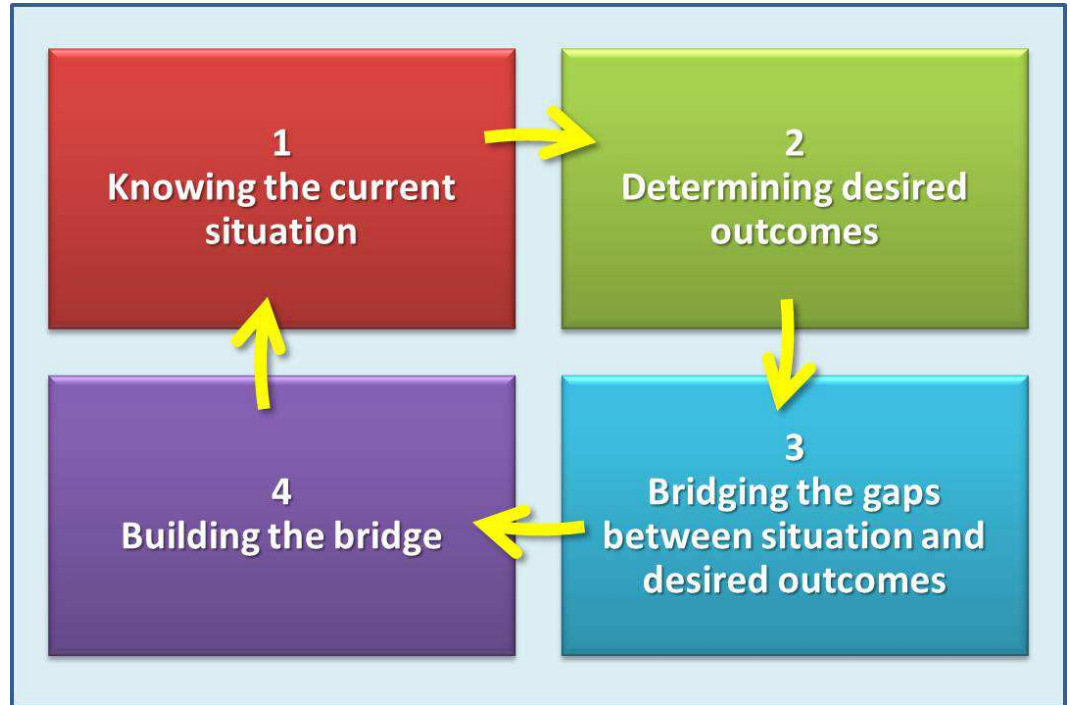 1
Knowing the current
situation
2
Determining desired
outcomes
3
Bridging the gaps
between situation and
desired outcomes
4
Building the bridge